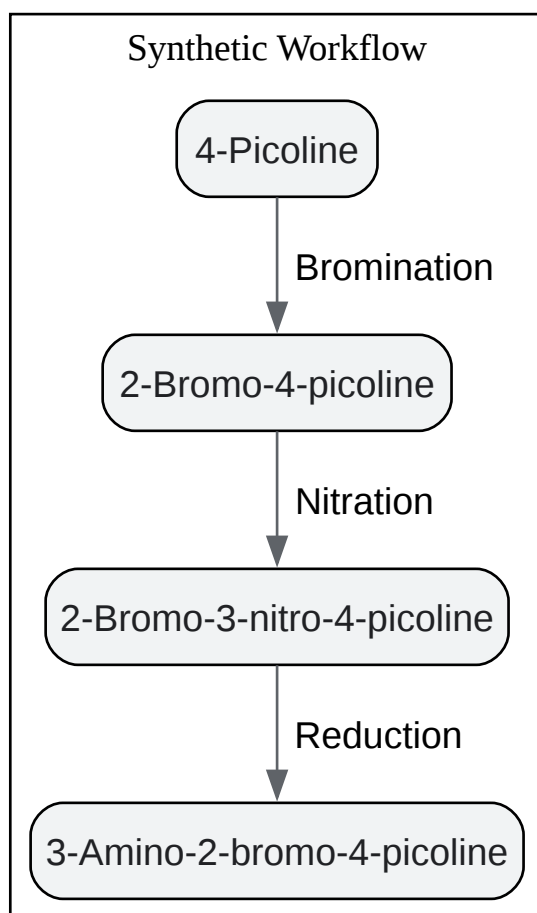 Synthetic Workflow
4-Picoline
Bromination
2-Bromo-4-picoline
Nitration
2-Bromo-3-nitro-4-picoline
Reduction
3-Amino-2-bromo-4-picoline